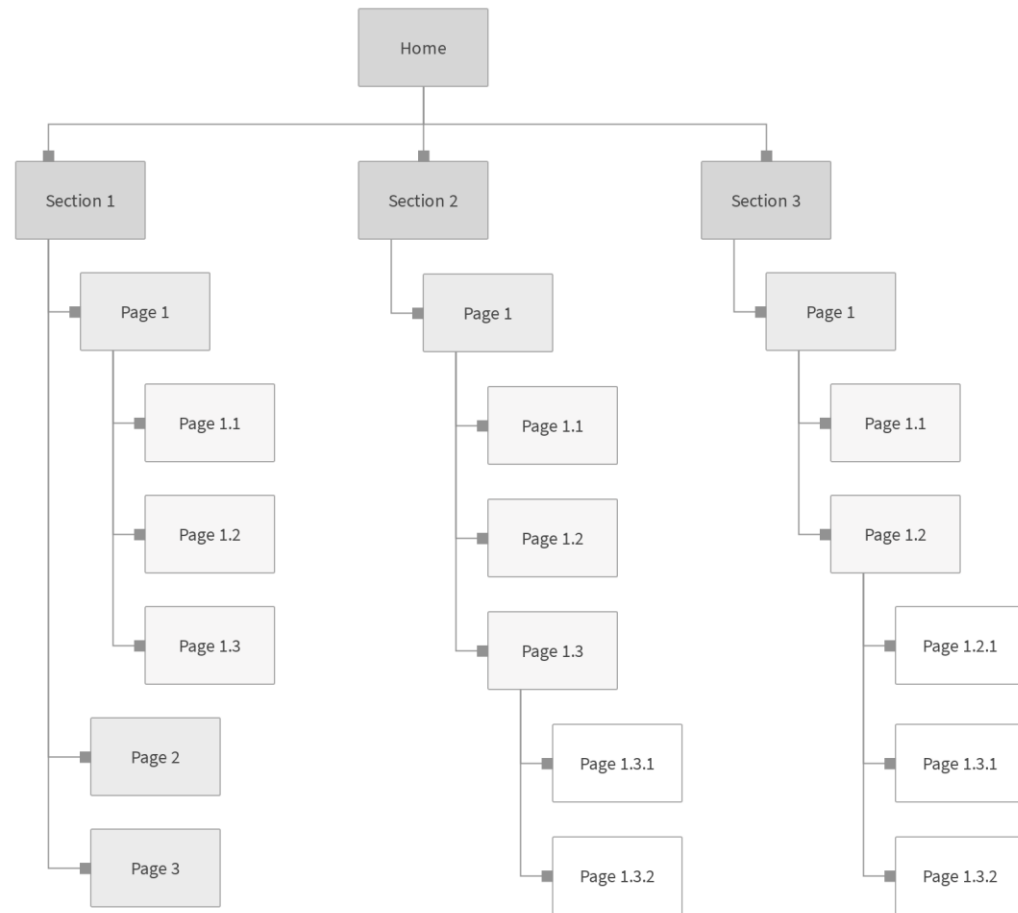 Home
Section 1
Section 2
Section 3
Page 1
Page 1.1
Page 1.2
Page 1.3
Page 2
Page 3
Page 1
Page 1.1
Page 1.2
Page 1.3
Page 1.3.1
Page 1.3.2
Page 1
Page 1.1
Page 1.2
Page 1.2.1
Page 1.3.1
Page 1.3.2